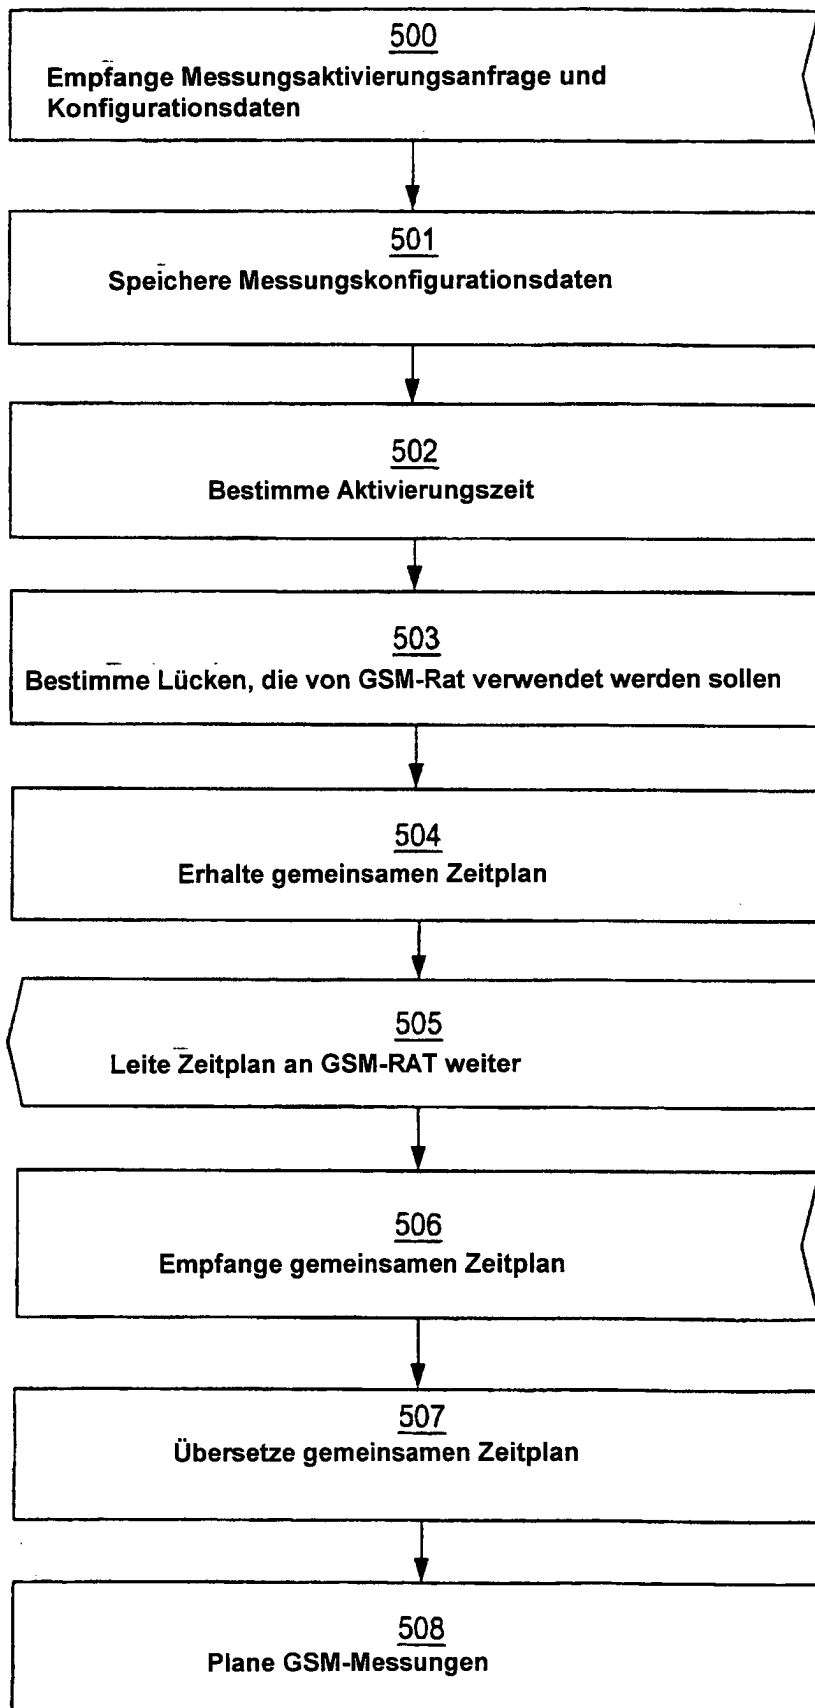 500
Empfange Messungsaktivierungsanfrage und
Konfigurationsdaten
501
Speichere Messungskonfigurationsdaten
502
Bestimme Aktivierungszeit
503
Bestimme Lücken, die von GSM-Rat verwendet werden sollen
504
Erhalte gemeinsamen Zeitplan
505
Leite Zeitplan an GSM-RAT weiter
506
Empfange gemeinsamen Zeitplan
507
Übersetze gemeinsamen Zeitplan
508
Plane GSM-Messungen